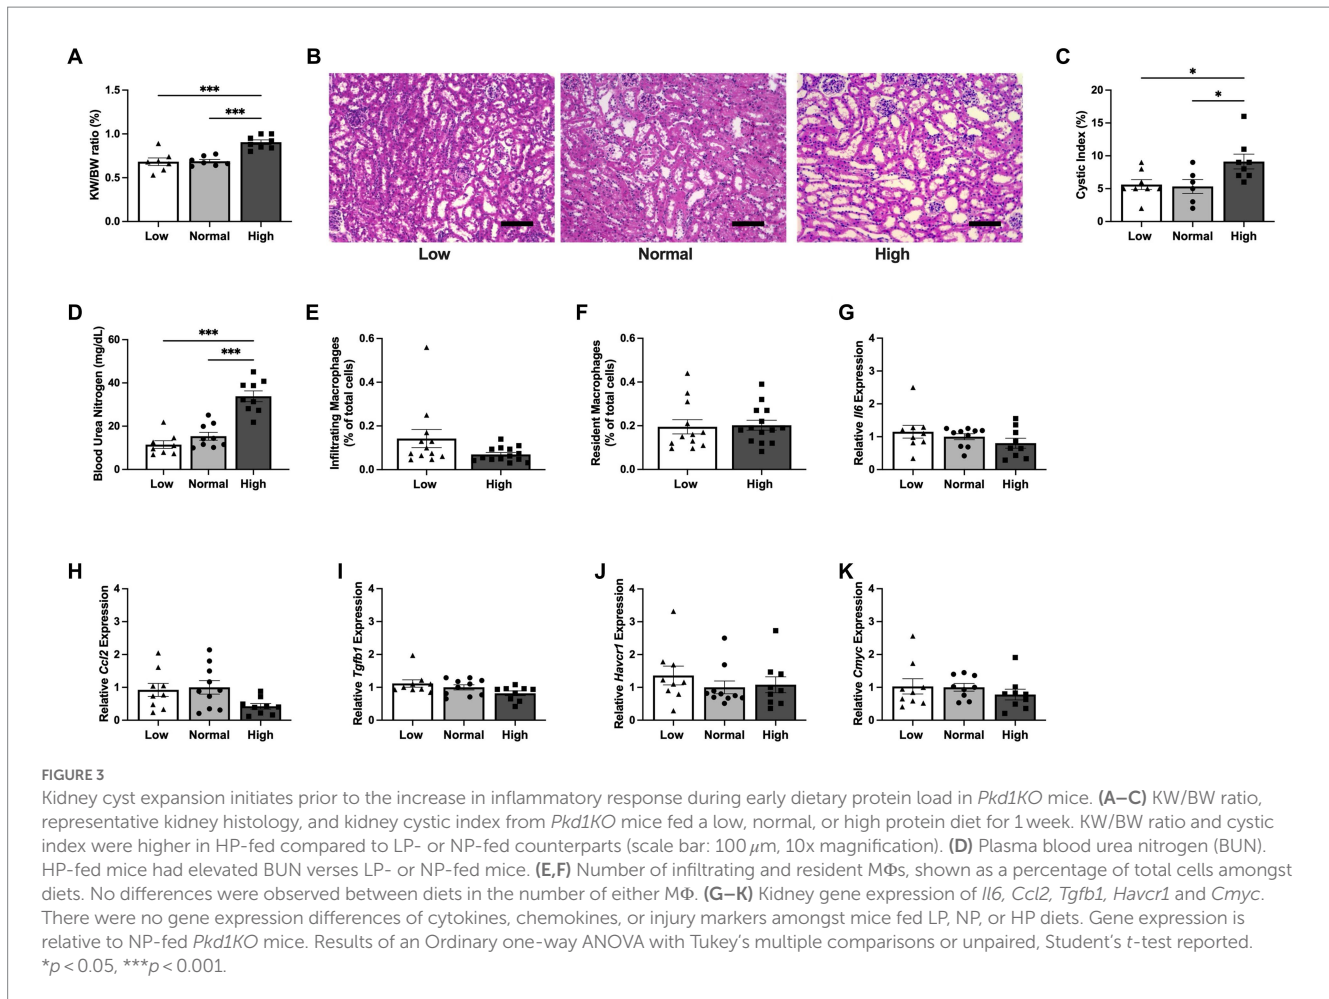 A
B
C
KW/BW ratio (%)
1.5
1.0
0.5
0.0
***
***
Low Normal High
Low Normal High
Cystic Index (%)
20
15
10
5
0
*
*
Low Normal High
D
E
F
G
Blood Urea Nitrogen (mg/dL)
60
40
20
0
***
***
Low Normal High
Infiltrating Macrophages
(% of total cells)
0.6
0.4
0.2
0.0
Low High
Resident Macrophages
(% of total cells)
0.6
0.4
0.2
0.0
Low High
Relative Il6 Expression
4
3
2
1
0
Low Normal High
H
I
J
K
Relative Ccl2 Expression
4
3
2
1
0
Low Normal High
Relative Tgfb1 Expression
4
3
2
1
0
Low Normal High
Relative Havcr1 Expression
4
3
2
1
0
Low Normal High
Relative Cmyc Expression
4
3
2
1
0
Low Normal High
FIGURE 3
Kidney cyst expansion initiates prior to the increase in inflammatory response during early dietary protein load in Pkd1KO mice. (A–C) KW/BW ratio,
representative kidney histology, and kidney cystic index from Pkd1KO mice fed a low, normal, or high protein diet for 1 week. KW/BW ratio and cystic
index were higher in HP-fed compared to LP- or NP-fed counterparts (scale bar: 100 μm, 10x magnification). (D) Plasma blood urea nitrogen (BUN).
HP-fed mice had elevated BUN verses LP- or NP-fed mice. (E,F) Number of infiltrating and resident MΦs, shown as a percentage of total cells amongst
diets. No differences were observed between diets in the number of either MΦ. (G–K) Kidney gene expression of Il6, Ccl2, Tgfb1, Havcr1 and Cmyc.
There were no gene expression differences of cytokines, chemokines, or injury markers amongst mice fed LP, NP, or HP diets. Gene expression is
relative to NP-fed Pkd1KO mice. Results of an Ordinary one-way ANOVA with Tukey's multiple comparisons or unpaired, Student's t-test reported.
*p < 0.05, ***p < 0.001.